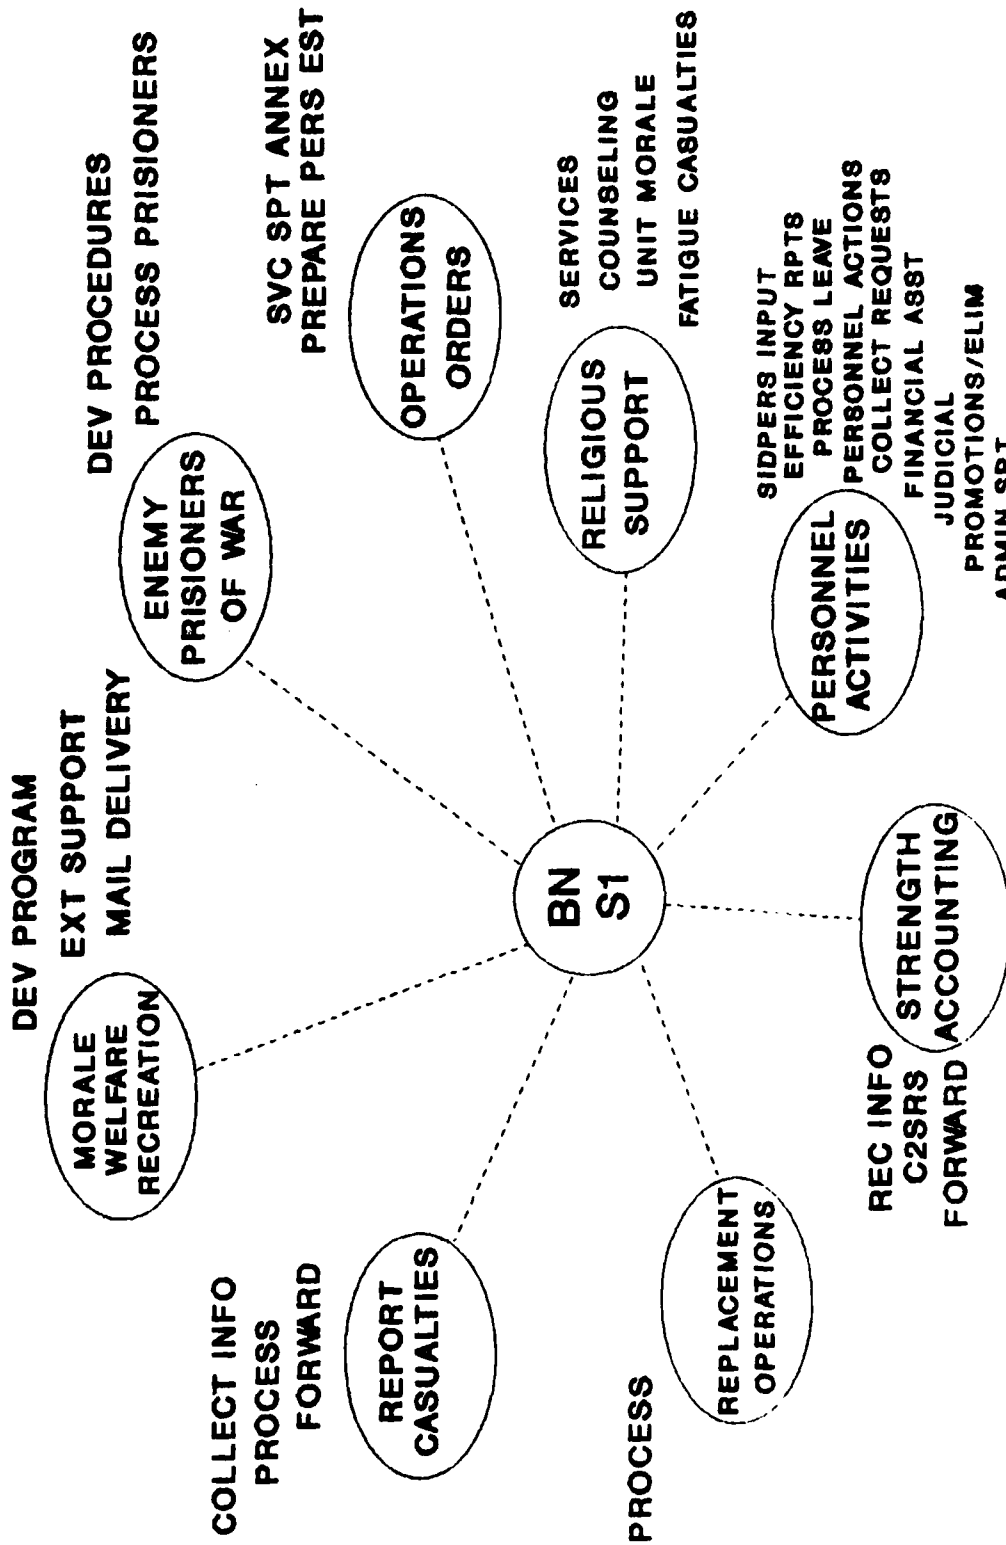 DEV PROGRAM
EXT SUPPORT
MAIL DELIVERY
MORALE
WELFARE
RECREATION
DEV PROCEDURES
PROCESS PRISIONERS
ENEMY
PRISIONERS
OF WAR
SVC SPT ANNEX
PREPARE PERS EST
OPERATIONS
ORDERS
COLLECT INFO
PROCESS
FORWARD
REPORT
CASUALTIES
BN
S1
SERVICES
COUNSELING
UNIT MORALE
FATIGUE CASUALTIES
RELIGIOUS
SUPPORT
PROCESS
REPLACEMENT
OPERATIONS
REC INFO
C2SRS
FORWARD
STRENGTH
ACCOUNTING
PERSONNEL
ACTIVITIES
SIDPERS INPUT
EFFICIENCY RPTS
PROCESS LEAVE
PERSONNEL ACTIONS
COLLECT REQUESTS
FINANCIAL ASST
JUDICIAL
PROMOTIONS/ELIM
ADMIN SPT